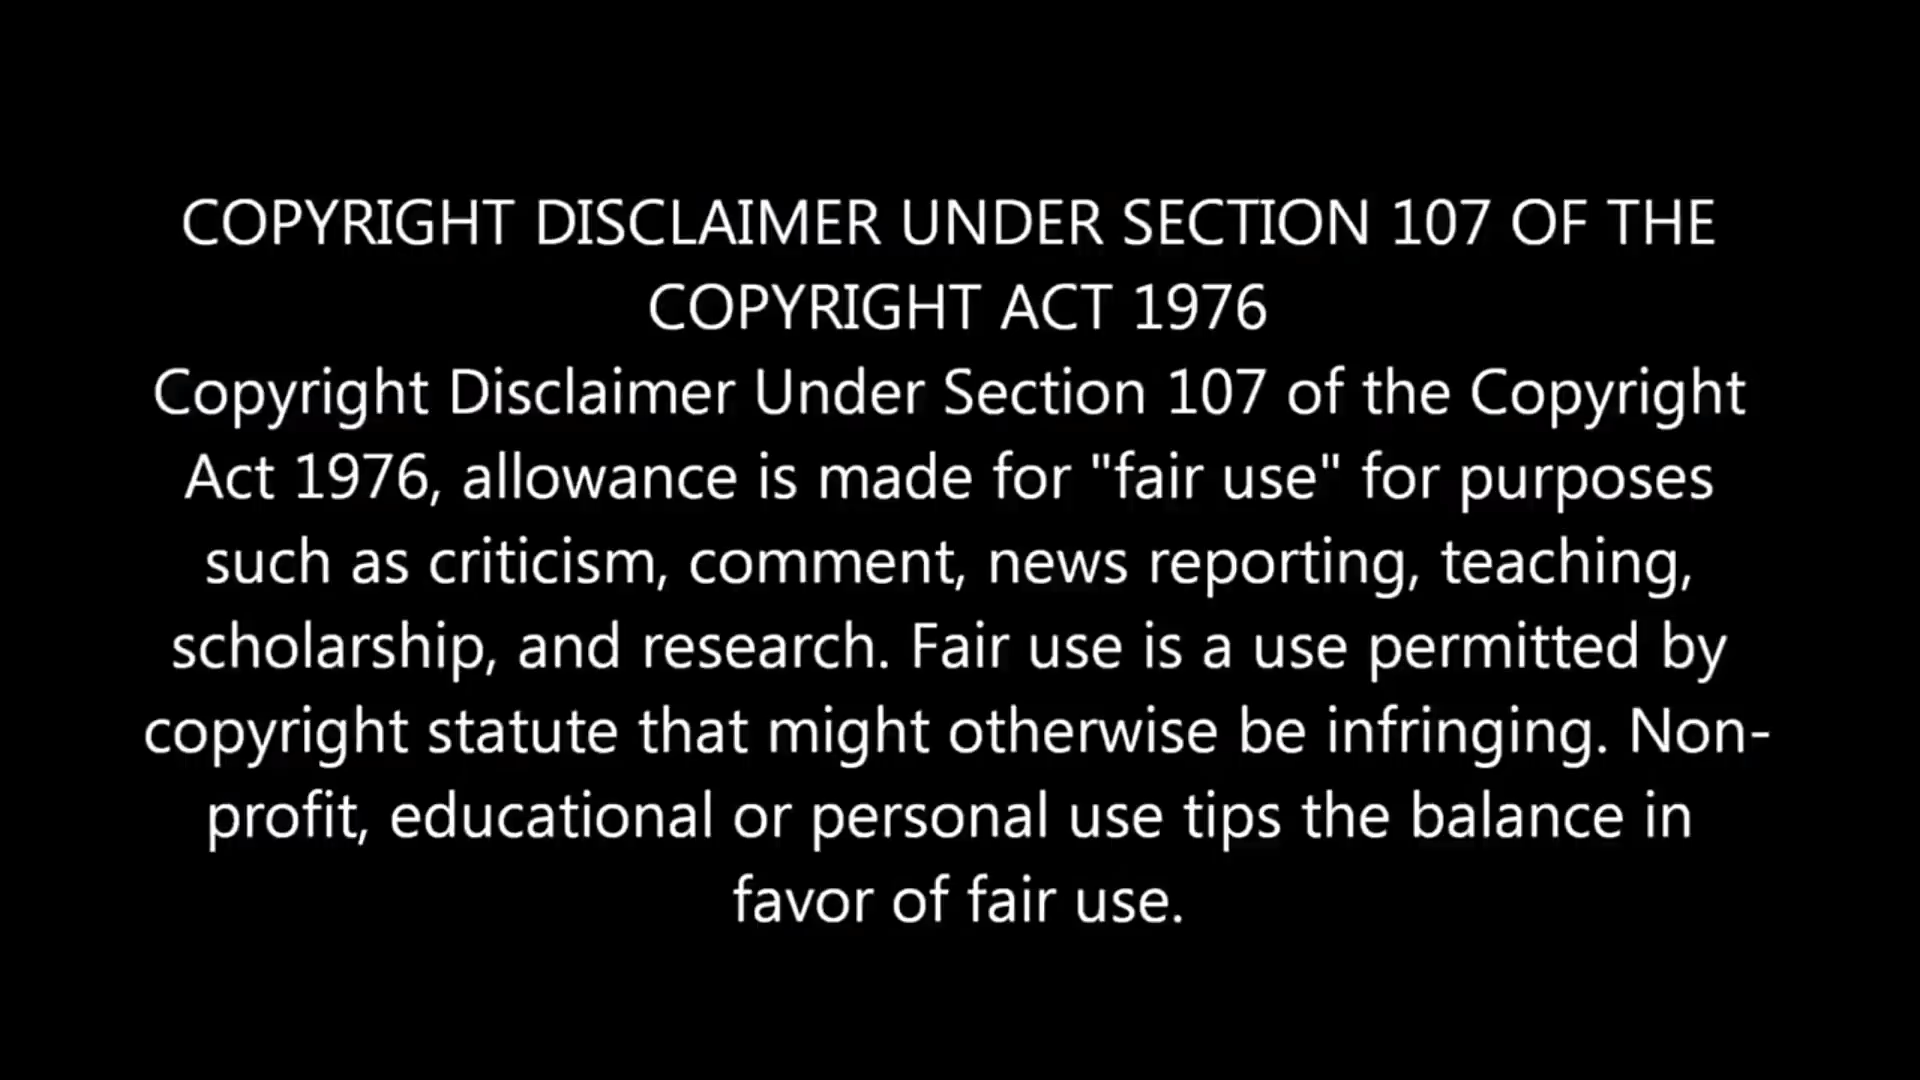 COPYRIGHT DISCLAIMER UNDER SECTION 107 OF THE
COPYRIGHT ACT 1976
Copyright Disclaimer Under Section 107 of the Copyright
Act 1976, allowance is made for "fair use" for purposes
such as criticism, comment, news reporting, teaching,
scholarship, and research. Fair use is a use permitted by
copyright statute that might otherwise be infringing. Non-
profit, educational or personal use tips the balance in
favor of fair use.